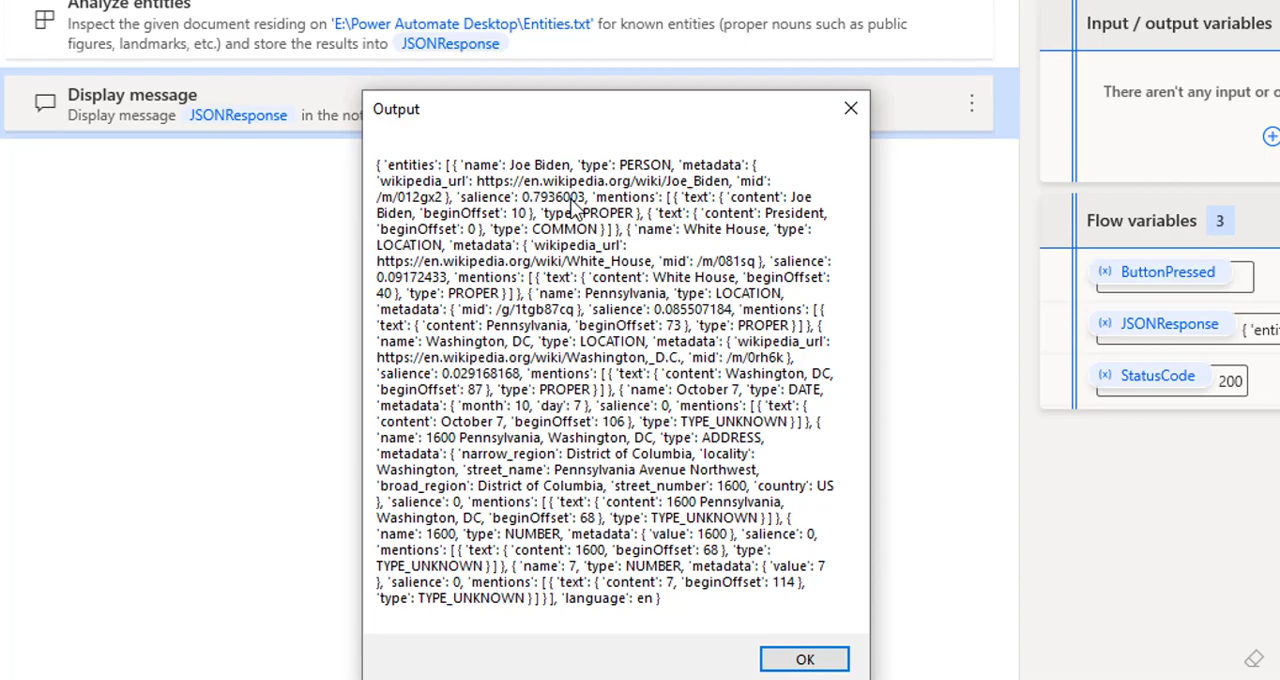 Analyze entities
Inspect the given document residing on 'E:\Power Automate Desktop\Entities.txt' for known entities (proper nouns such as public
figures, landmarks, etc.) and store the results into JSONResponse
Display message
Display message JSONResponse in the not
Output
{ 'entities': [ { 'name': Joe Biden, 'type': PERSON, 'metadata': {
'wikipedia_url': https://en.wikipedia.org/wiki/Joe_Biden, 'mid':
/m/012gx2 }, 'salience': 0.7936003, 'mentions': [ { 'text': { 'content': Joe
Biden, 'beginOffset': 10 }, 'type': PROPER }, { 'text': { 'content': President,
'beginOffset': 0 }, 'type': COMMON } ] }, { 'name': White House, 'type':
LOCATION, 'metadata': { 'wikipedia_url':
https://en.wikipedia.org/wiki/White_House, 'mid': /m/081sq }, 'salience':
0.09172433, 'mentions': [ { 'text': { 'content': White House, 'beginOffset':
40 }, 'type': PROPER } ] }, { 'name': Pennsylvania, 'type': LOCATION,
'metadata': { 'mid': /g/1tgb87cq }, 'salience': 0.085507184, 'mentions': [ {
'text': { 'content': Pennsylvania, 'beginOffset': 73 }, 'type': PROPER } ] }, {
'name': Washington, DC, 'type': LOCATION, 'metadata': { 'wikipedia_url':
https://en.wikipedia.org/wiki/Washington,_D.C., 'mid': /m/0rh6k },
'salience': 0.029168168, 'mentions': [ { 'text': { 'content': Washington, DC,
'beginOffset': 87 }, 'type': PROPER } ] }, { 'name': October 7, 'type': DATE,
'metadata': { 'month': 10, 'day': 7 }, 'salience': 0, 'mentions': [ { 'text': {
'content': October 7, 'beginOffset': 106 }, 'type': TYPE_UNKNOWN } ] }, {
'name': 1600 Pennsylvania, Washington, DC, 'type': ADDRESS,
'metadata': { 'narrow_region': District of Columbia, 'locality':
Washington, 'street_name': Pennsylvania Avenue Northwest,
'broad_region': District of Columbia, 'street_number': 1600, 'country': US
}, 'salience': 0, 'mentions': [ { 'text': { 'content': 1600 Pennsylvania,
Washington, DC, 'beginOffset': 68 }, 'type': TYPE_UNKNOWN } ] }, {
'name': 1600, 'type': NUMBER, 'metadata': { 'value': 1600 }, 'salience': 0,
'mentions': [ { 'text': { 'content': 1600, 'beginOffset': 68 }, 'type':
TYPE_UNKNOWN } ] }, { 'name': 7, 'type': NUMBER, 'metadata': { 'value': 7
}, 'salience': 0, 'mentions': [ { 'text': { 'content': 7, 'beginOffset': 114 },
'type': TYPE_UNKNOWN } ] } ], 'language': en }
OK
Input / output variables
There aren't any input or o
Flow variables 3
(x) ButtonPressed
(x) JSONResponse { 'enti
(x) StatusCode 200